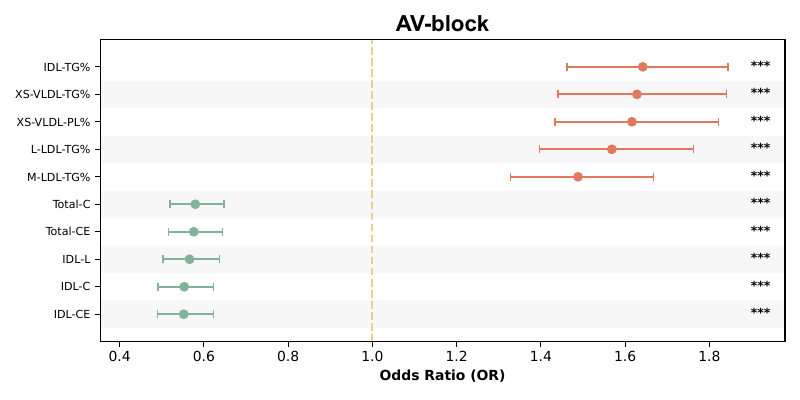 AV-block
IDL-TG% ***
XS-VLDL-TG% ***
XS-VLDL-PL% ***
L-LDL-TG% ***
M-LDL-TG% ***
Total-C ***
Total-CE ***
IDL-L ***
IDL-C ***
IDL-CE ***
0.4 0.6 0.8 1.0 1.2 1.4 1.6 1.8
Odds Ratio (OR)